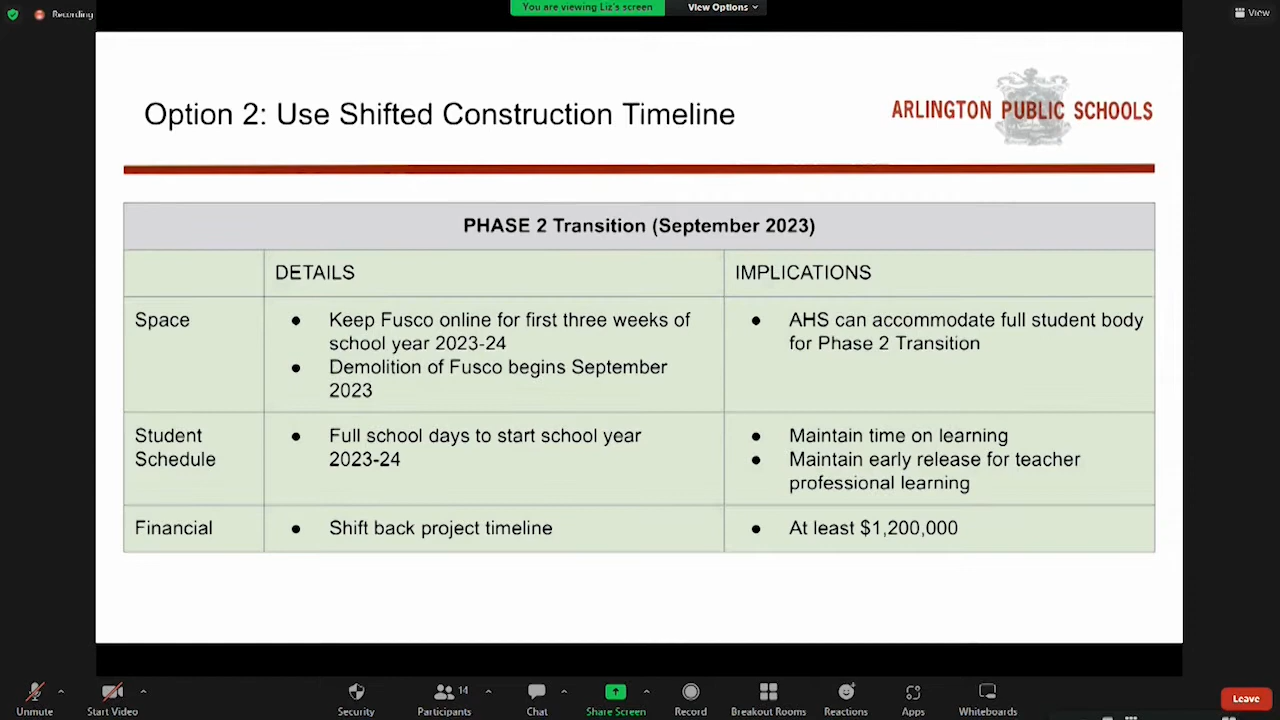 Recording
You are viewing Liz's screen
View Options
View
Option 2: Use Shifted Construction Timeline
ARLINGTON PUBLIC SCHOOLS
PHASE 2 Transition (September 2023)
DETAILS
IMPLICATIONS
Space
● Keep Fusco online for first three weeks of
school year 2023-24
● Demolition of Fusco begins September
2023
● AHS can accommodate full student body
for Phase 2 Transition
Student
Schedule
● Full school days to start school year
2023-24
● Maintain time on learning
● Maintain early release for teacher
professional learning
Financial
● Shift back project timeline
● At least $1,200,000
Unmute
Start Video
Security
14
Participants
Chat
Share Screen
Record
Breakout Rooms
Reactions
Apps
Whiteboards
Leave